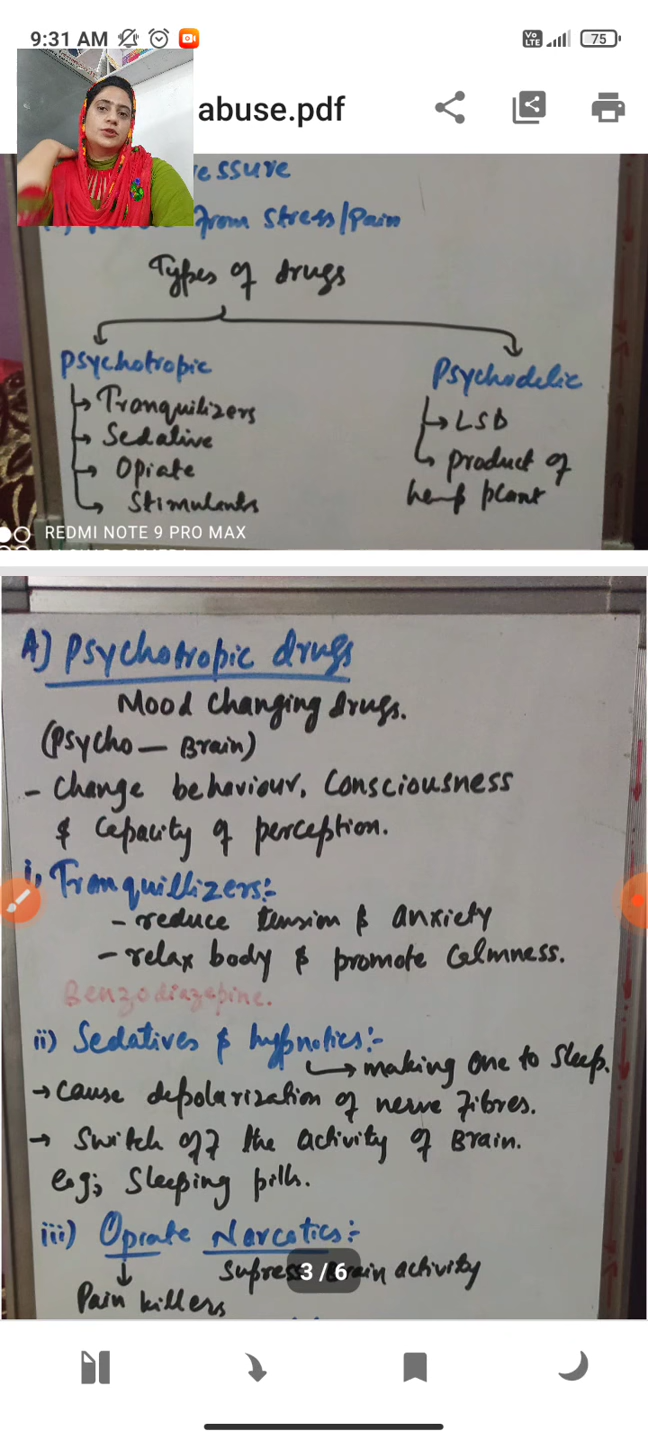 9:31 AM
Vo LTE 75
abuse.pdf
essure
from Stress/Pain
Types of drugs
Psychotropic
Psychodelic
Tranquilizers
Sedative
Opiate
Stimulants
LSD
product of
hemp plant
REDMI NOTE 9 PRO MAX
A) Psychotropic drugs
Mood Changing drugs.
(Psycho — Brain)
- Change behaviour, Consciousness
& Capacity of perception.
i) Tranquillizers:-
- reduce tension & anxiety
- relax body & promote Calmness.
Benzodiazepine.
ii) Sedatives & hypnotics:-
making one to Sleep.
→ Cause depolarization of nerve fibres.
→ Switch off the activity of Brain.
e.g; Sleeping pills.
iii) Opiate Narcotics:-
Supress Brain activity
Pain killers
3 / 6